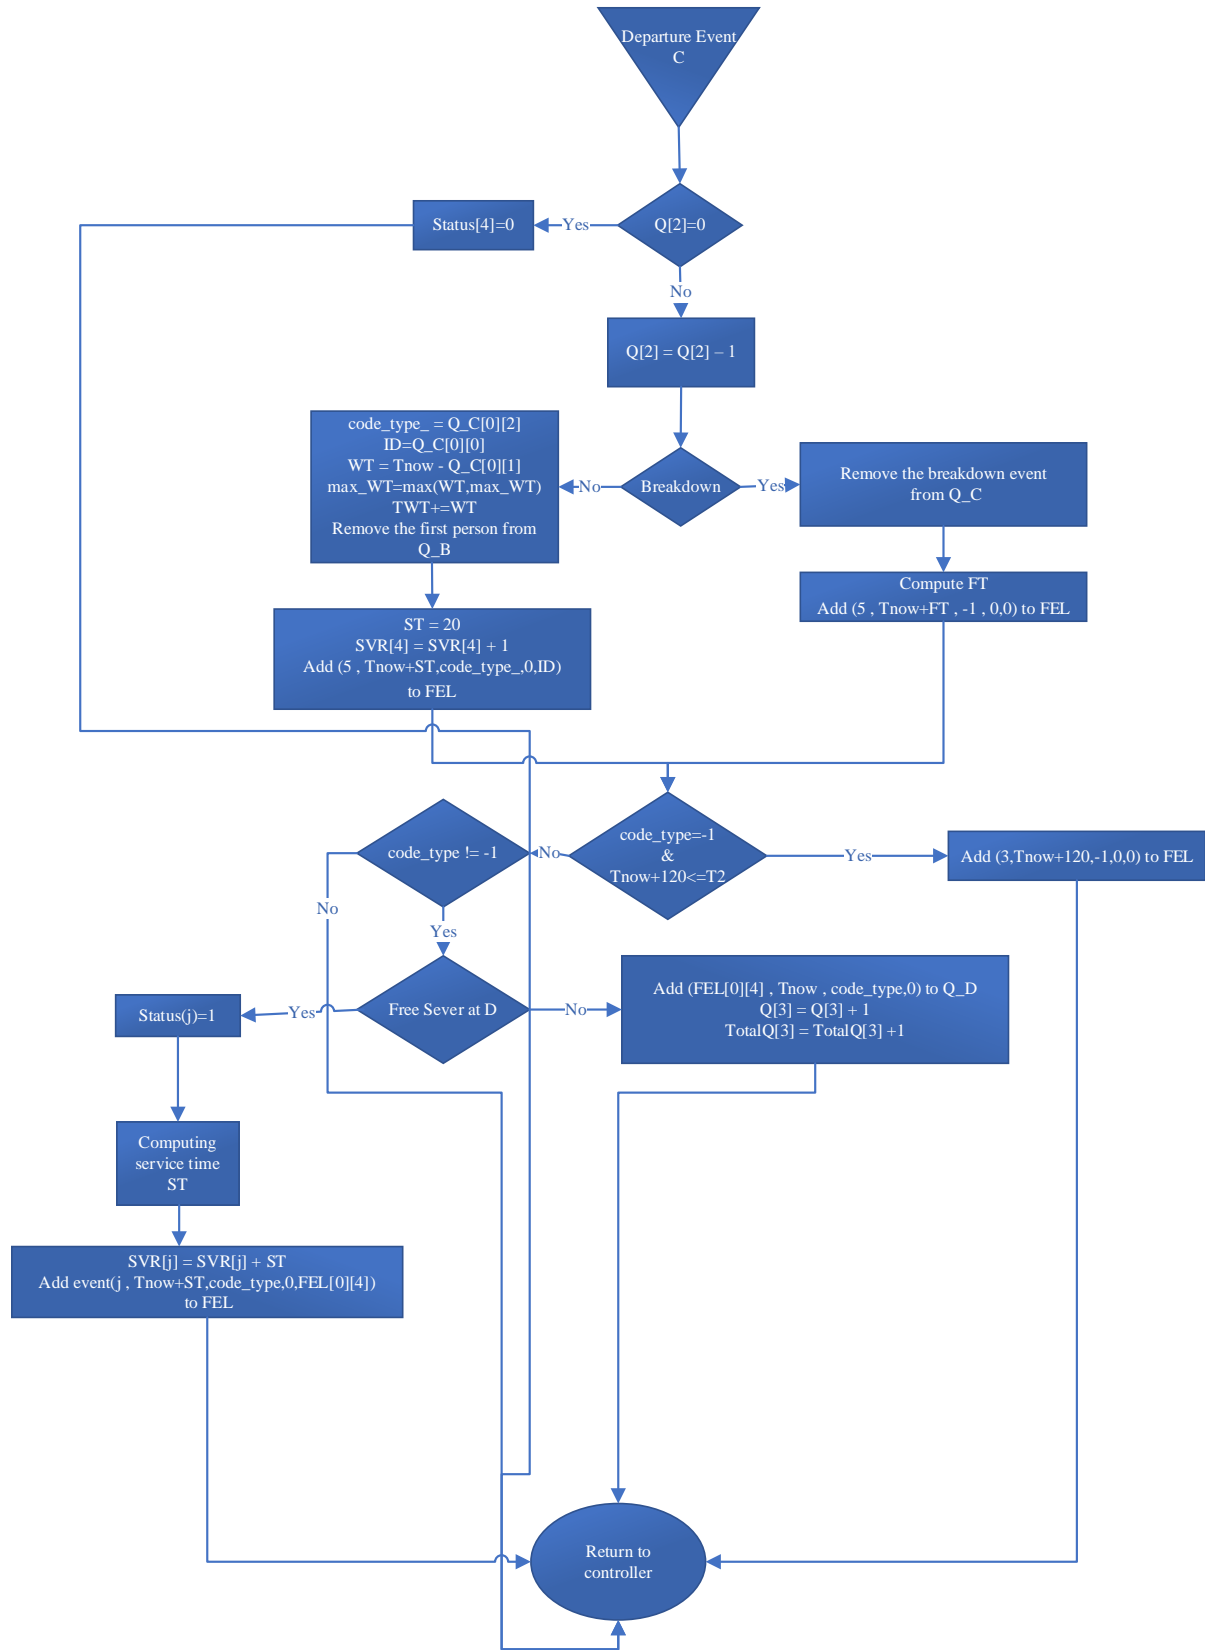 Departure Event
C
Q[2]=0
Yes
Status[4]=0
No
Q[2] = Q[2] – 1
code_type_ = Q_C[0][2]
ID=Q_C[0][0]
WT = Tnow - Q_C[0][1]
max_WT=max(WT,max_WT)
TWT+=WT
Remove the first person from
Q_B
No
Breakdown
Yes
Remove the breakdown event
from Q_C
Compute FT
Add (5 , Tnow+FT , -1 , 0,0) to FEL
ST = 20
SVR[4] = SVR[4] + 1
Add (5 , Tnow+ST,code_type_,0,ID)
to FEL
code_type != -1
No
code_type=-1
&
Tnow+120<=T2
Yes
Add (3,Tnow+120,-1,0,0) to FEL
No
Yes
Status(j)=1
Yes
Free Sever at D
No
Add (FEL[0][4] , Tnow , code_type,0) to Q_D
Q[3] = Q[3] + 1
TotalQ[3] = TotalQ[3] +1
Computing
service time
ST
SVR[j] = SVR[j] + ST
Add event(j , Tnow+ST,code_type,0,FEL[0][4])
to FEL
Return to
controller